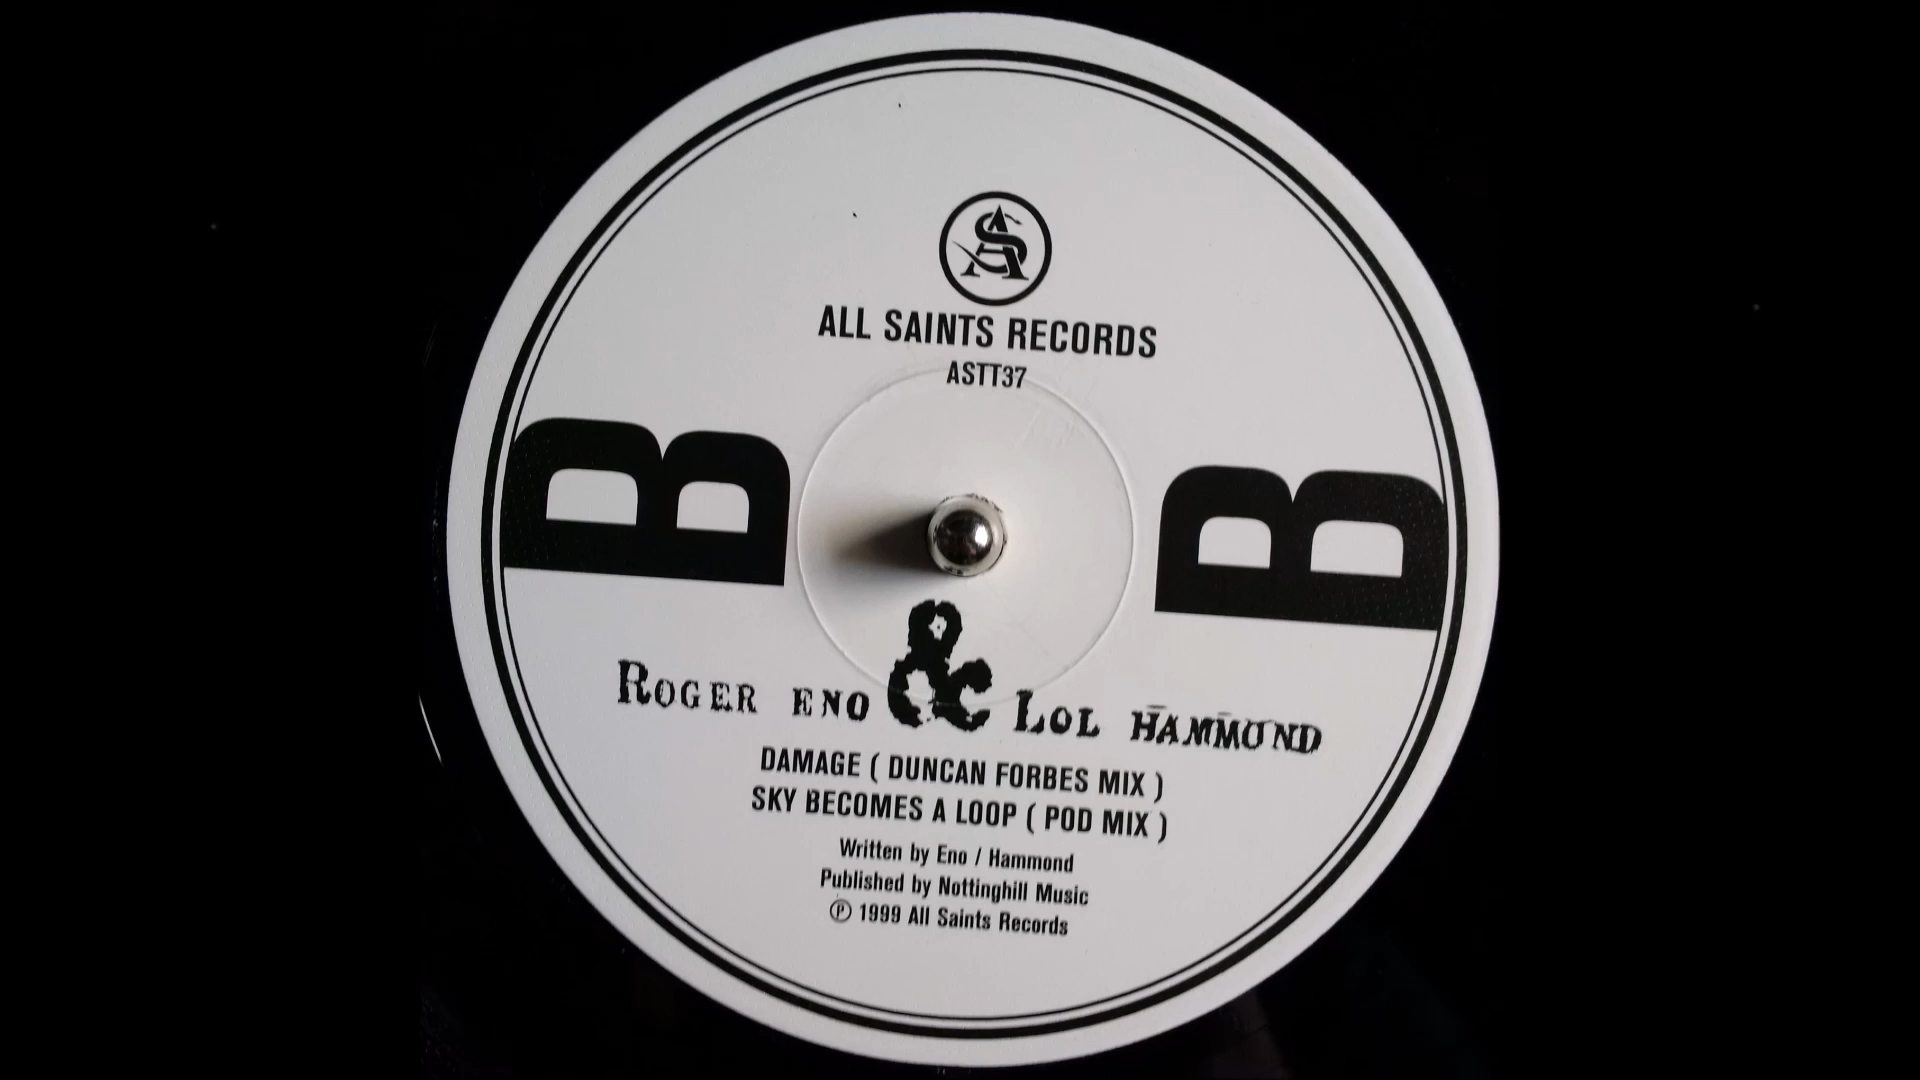 SA
ALL SAINTS RECORDS
ASTT37
B B
ROGER ENO & LOL HAMMOND
DAMAGE ( DUNCAN FORBES MIX )
SKY BECOMES A LOOP ( POD MIX )
Written by Eno / Hammond
Published by Nottinghill Music
℗ 1999 All Saints Records